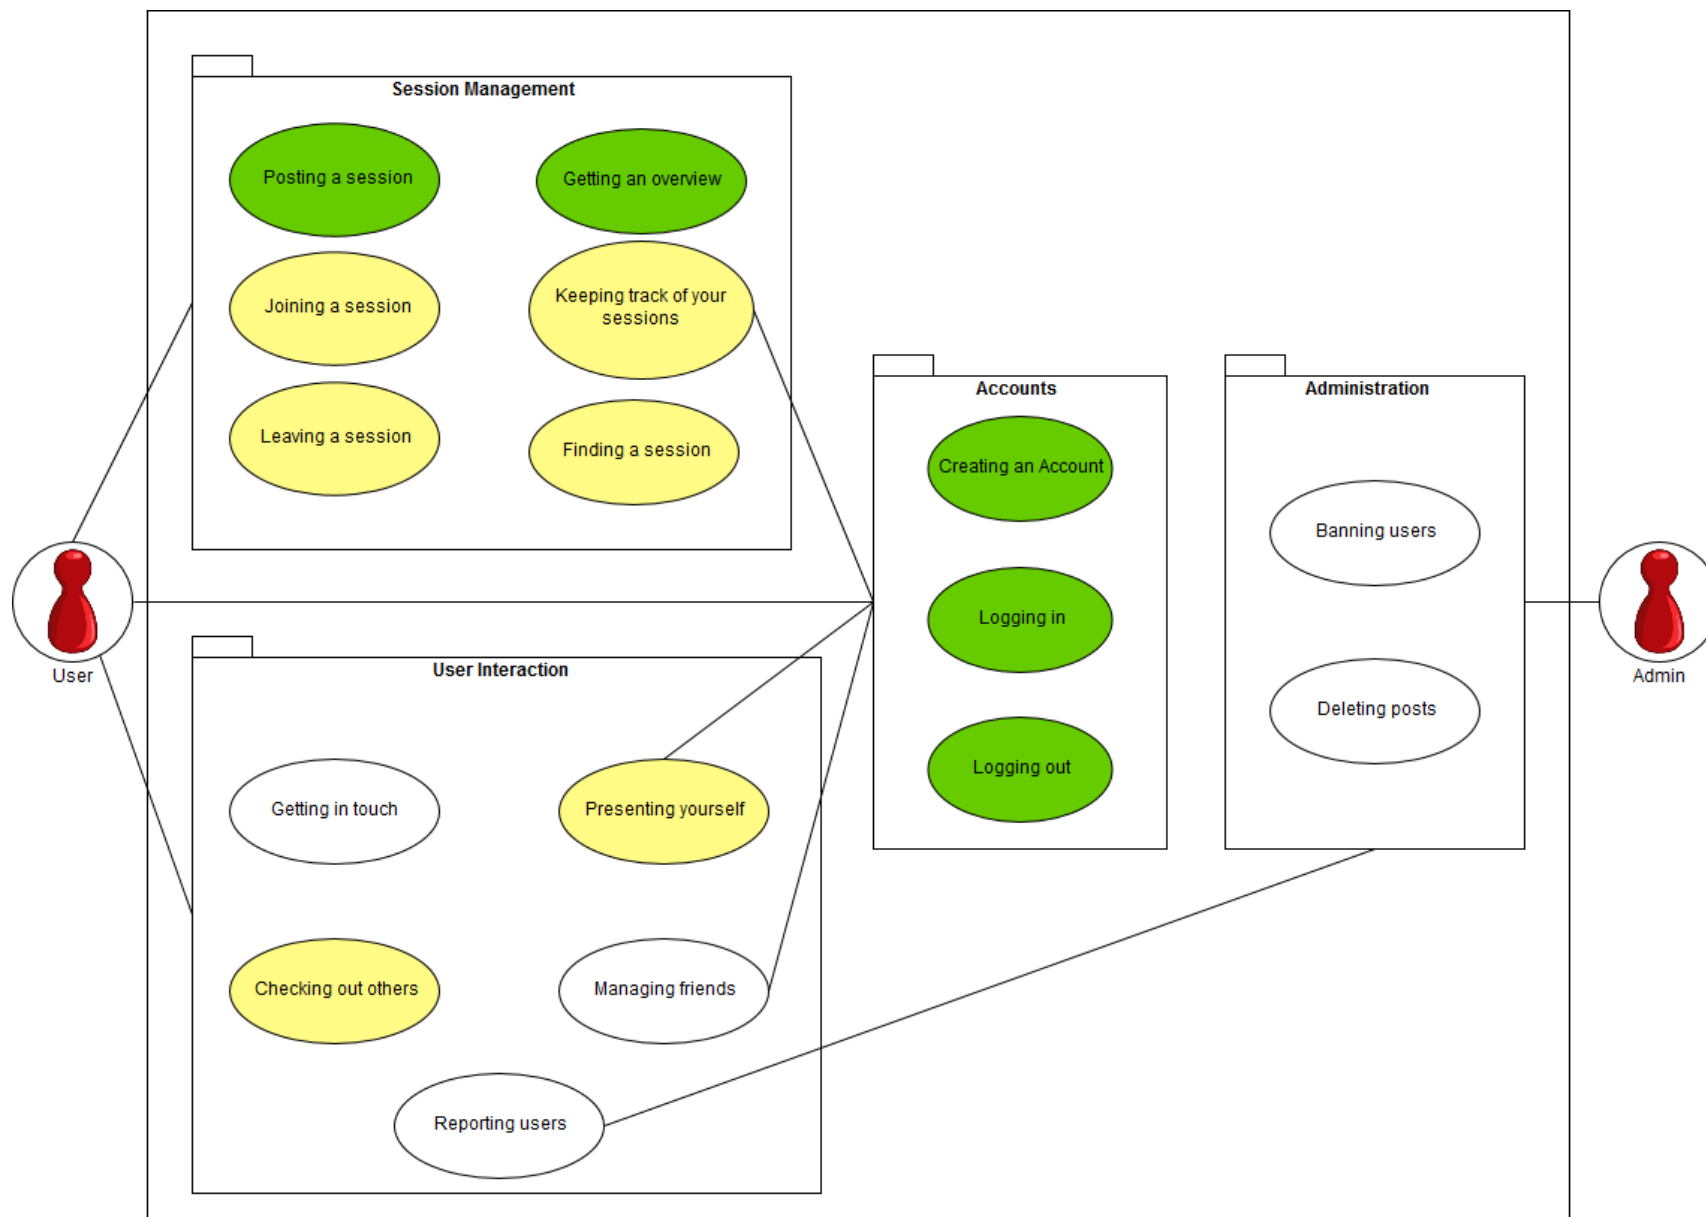 Session Management
Posting a session
Getting an overview
Joining a session
Keeping track of your
sessions
Leaving a session
Finding a session
Accounts
Creating an Account
Logging in
Logging out
Administration
Banning users
Deleting posts
User
Admin
User Interaction
Getting in touch
Presenting yourself
Checking out others
Managing friends
Reporting users